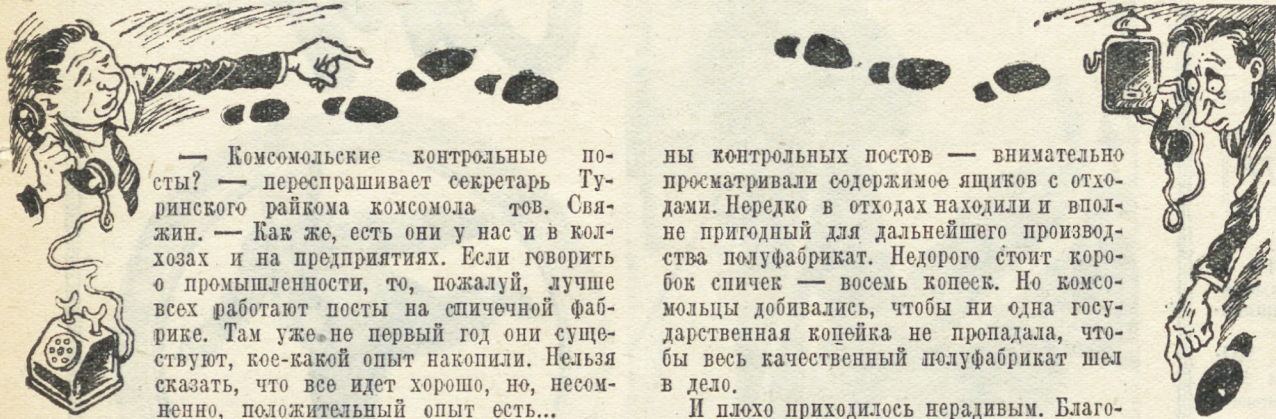 — Комсомольские контрольные по-
сты? — переспрашивает секретарь Ту-
ринского райкома комсомола тов. Свя-
жин. — Как же, есть они у нас и в кол-
хозах и на предприятиях. Если говорить
о промышленности, то, пожалуй, лучше
всех работают посты на спичечной фаб-
рике. Там уже не первый год они суще-
ствуют, кое-какой опыт накопили. Нельзя
сказать, что все идет хорошо, но, несом-
ненно, положительный опыт есть...
ны контрольных постов — внимательно
просматривали содержимое ящиков с отхо-
дами. Нередко в отходах находили и впол-
не пригодный для дальнейшего производ-
ства полуфабрикат. Недорого стоит коро-
бок спичек — восемь копеек. Но комсо-
мольцы добивались, чтобы ни одна госу-
дарственная копейка не пропадала, что-
бы весь качественный полуфабрикат шел
в дело.
И плохо приходилось нерадивым. Благо-